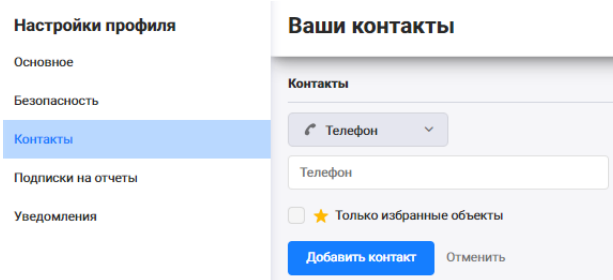 Настройки профиля
Основное
Безопасность
Контакты
Подписки на отчеты
Уведомления
Ваши контакты
Контакты
Телефон
Телефон
Только избранные объекты
Добавить контакт Отменить